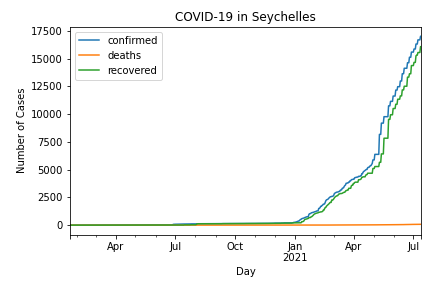 COVID-19 in Seychelles
confirmed
deaths
recovered
Number of Cases
17500
15000
12500
10000
7500
5000
2500
0
Apr
Jul
Oct
Jan
2021
Apr
Jul
Day